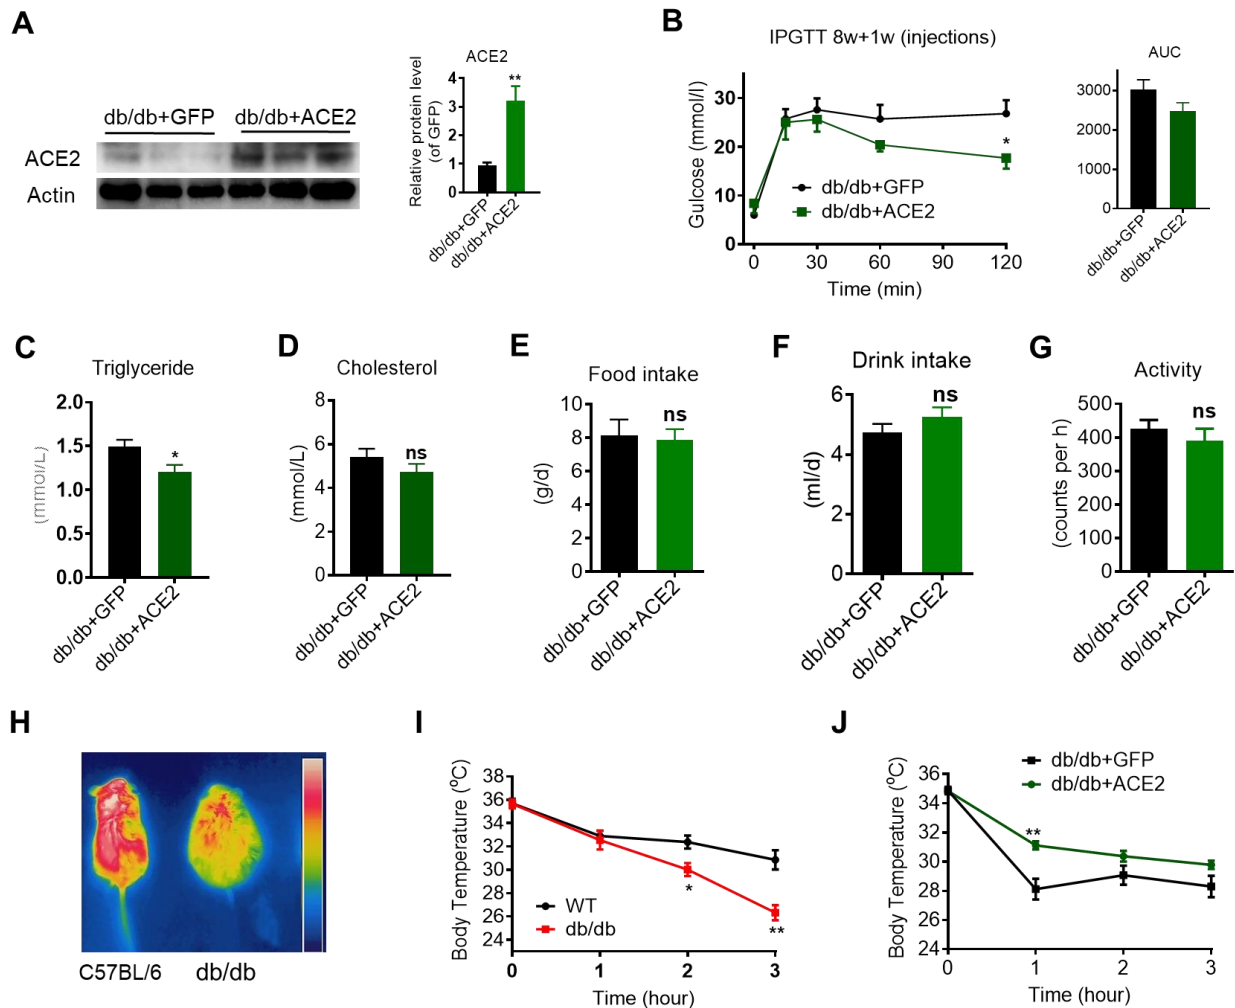 A
db/db+GFP db/db+ACE2
ACE2
Actin
ACE2
Relative protein level
(of GFP)
4
3
2
1
0
**
db/db+GFP
db/db+ACE2
B
IPGTT 8w+1w (injections)
Gulcose (mmol/l)
30
20
10
0
*
db/db+GFP
db/db+ACE2
0 30 60 90 120
Time (min)
AUC
3000
2000
1000
0
db/db+GFP
db/db+ACE2
C
Triglyceride
(mmol/L)
2.0
1.5
1.0
0.5
0.0
*
db/db+GFP
db/db+ACE2
D
Cholesterol
(mmol/L)
8
6
4
2
0
ns
db/db+GFP
db/db+ACE2
E
Food intake
(g/d)
10
8
6
4
2
0
ns
db/db+GFP
db/db+ACE2
F
Drink intake
(ml/d)
6
4
2
0
ns
db/db+GFP
db/db+ACE2
G
Activity
(counts per h)
500
400
300
200
100
0
ns
db/db+GFP
db/db+ACE2
H
C57BL/6 db/db
I
Body Temperature (⁰C)
38
36
34
32
30
28
26
24
WT
db/db
*
**
0 1 2 3
Time (hour)
J
db/db+GFP
db/db+ACE2
Body Temperature (⁰C)
36
34
32
30
28
26
24
**
0 1 2 3
Time (hour)